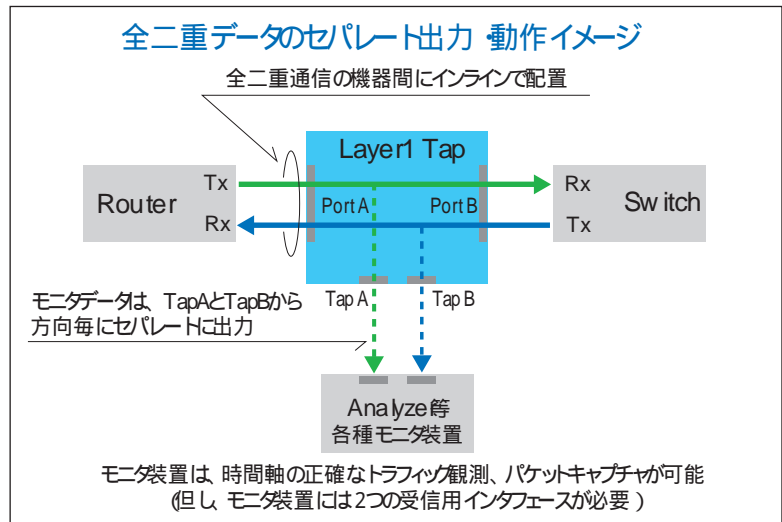 全二重データのセパレート出力・動作イメージ
全二重通信の機器間にインラインで配置
Layer1 Tap
Router
Tx
Rx
Port A
Port B
Rx
Tx
Switch
モニタデータは、TapAとTapBから
方向毎にセパレートに出力
Tap A
Tap B
Analyze等
各種モニタ装置
モニタ装置は、時間軸の正確なトラフィック観測、パケットキャプチャが可能
(但し、モニタ装置には2つの受信用インタフェースが必要)